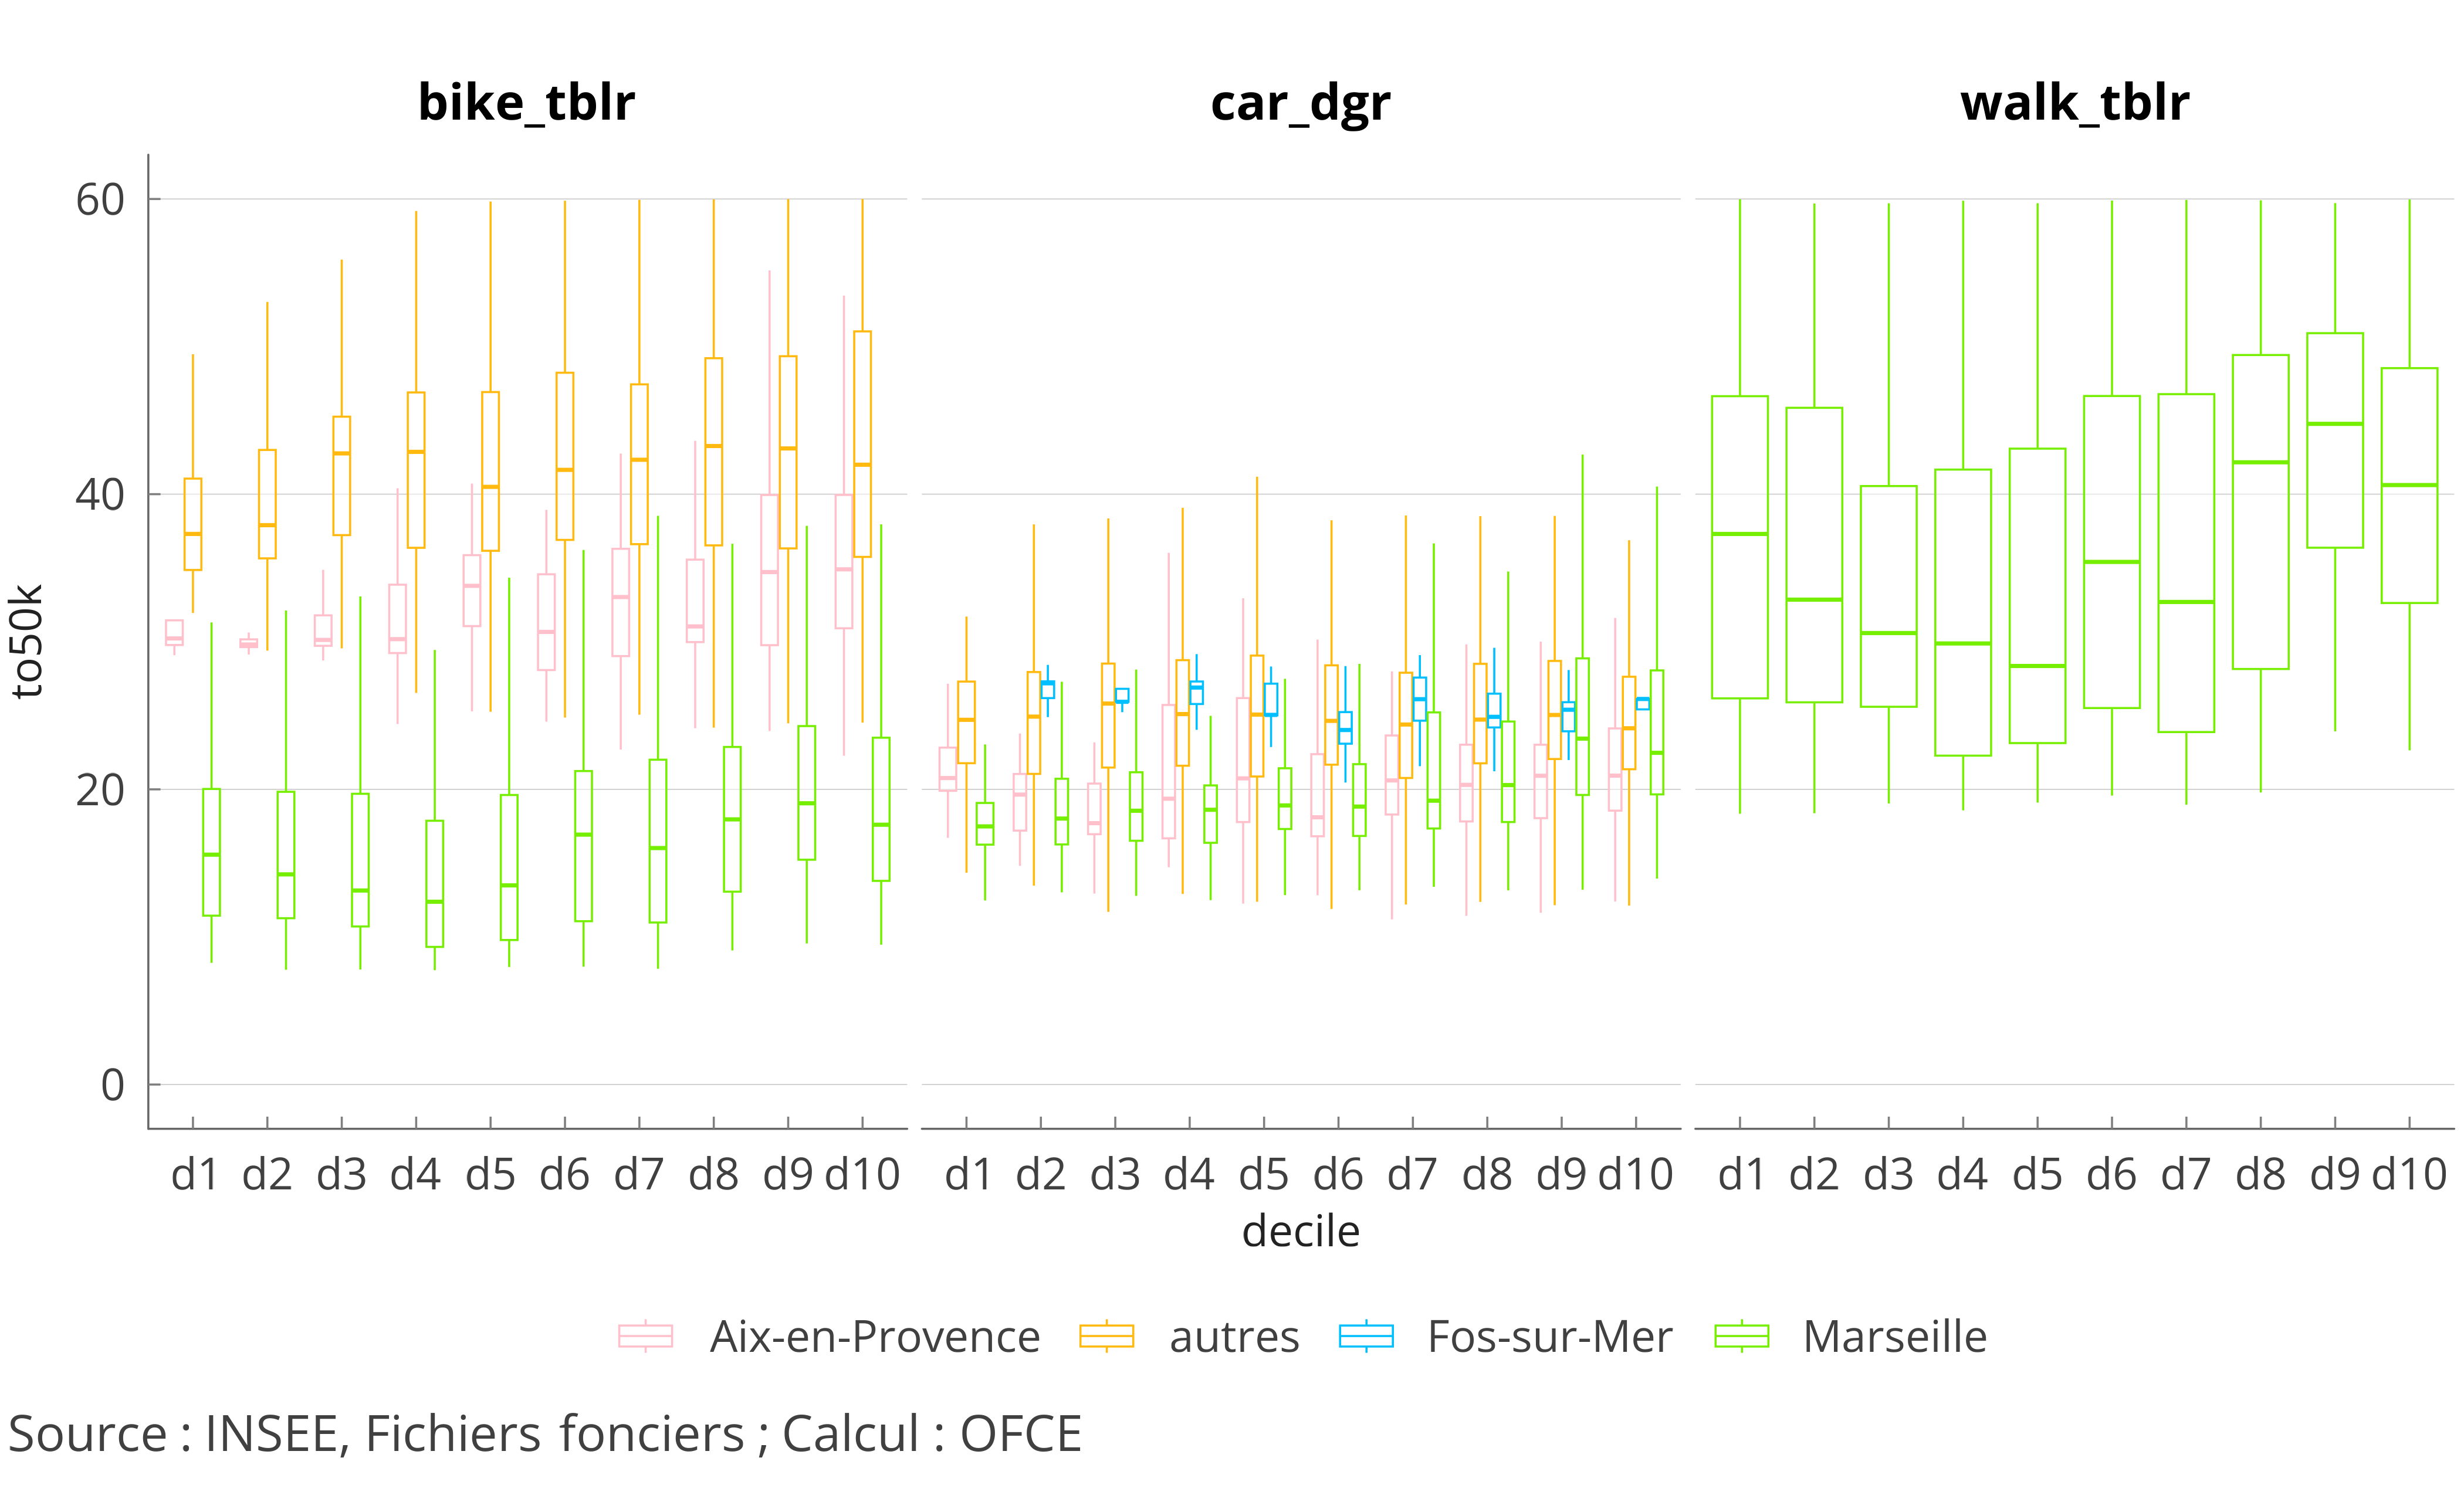 bike_tblr car_dgr walk_tblr
60
40
20
0
to50k
d1 d2 d3 d4 d5 d6 d7 d8 d9 d10 d1 d2 d3 d4 d5 d6 d7 d8 d9 d10 d1 d2 d3 d4 d5 d6 d7 d8 d9 d10
decile
Aix-en-Provence autres Fos-sur-Mer Marseille
Source : INSEE, Fichiers fonciers ; Calcul : OFCE